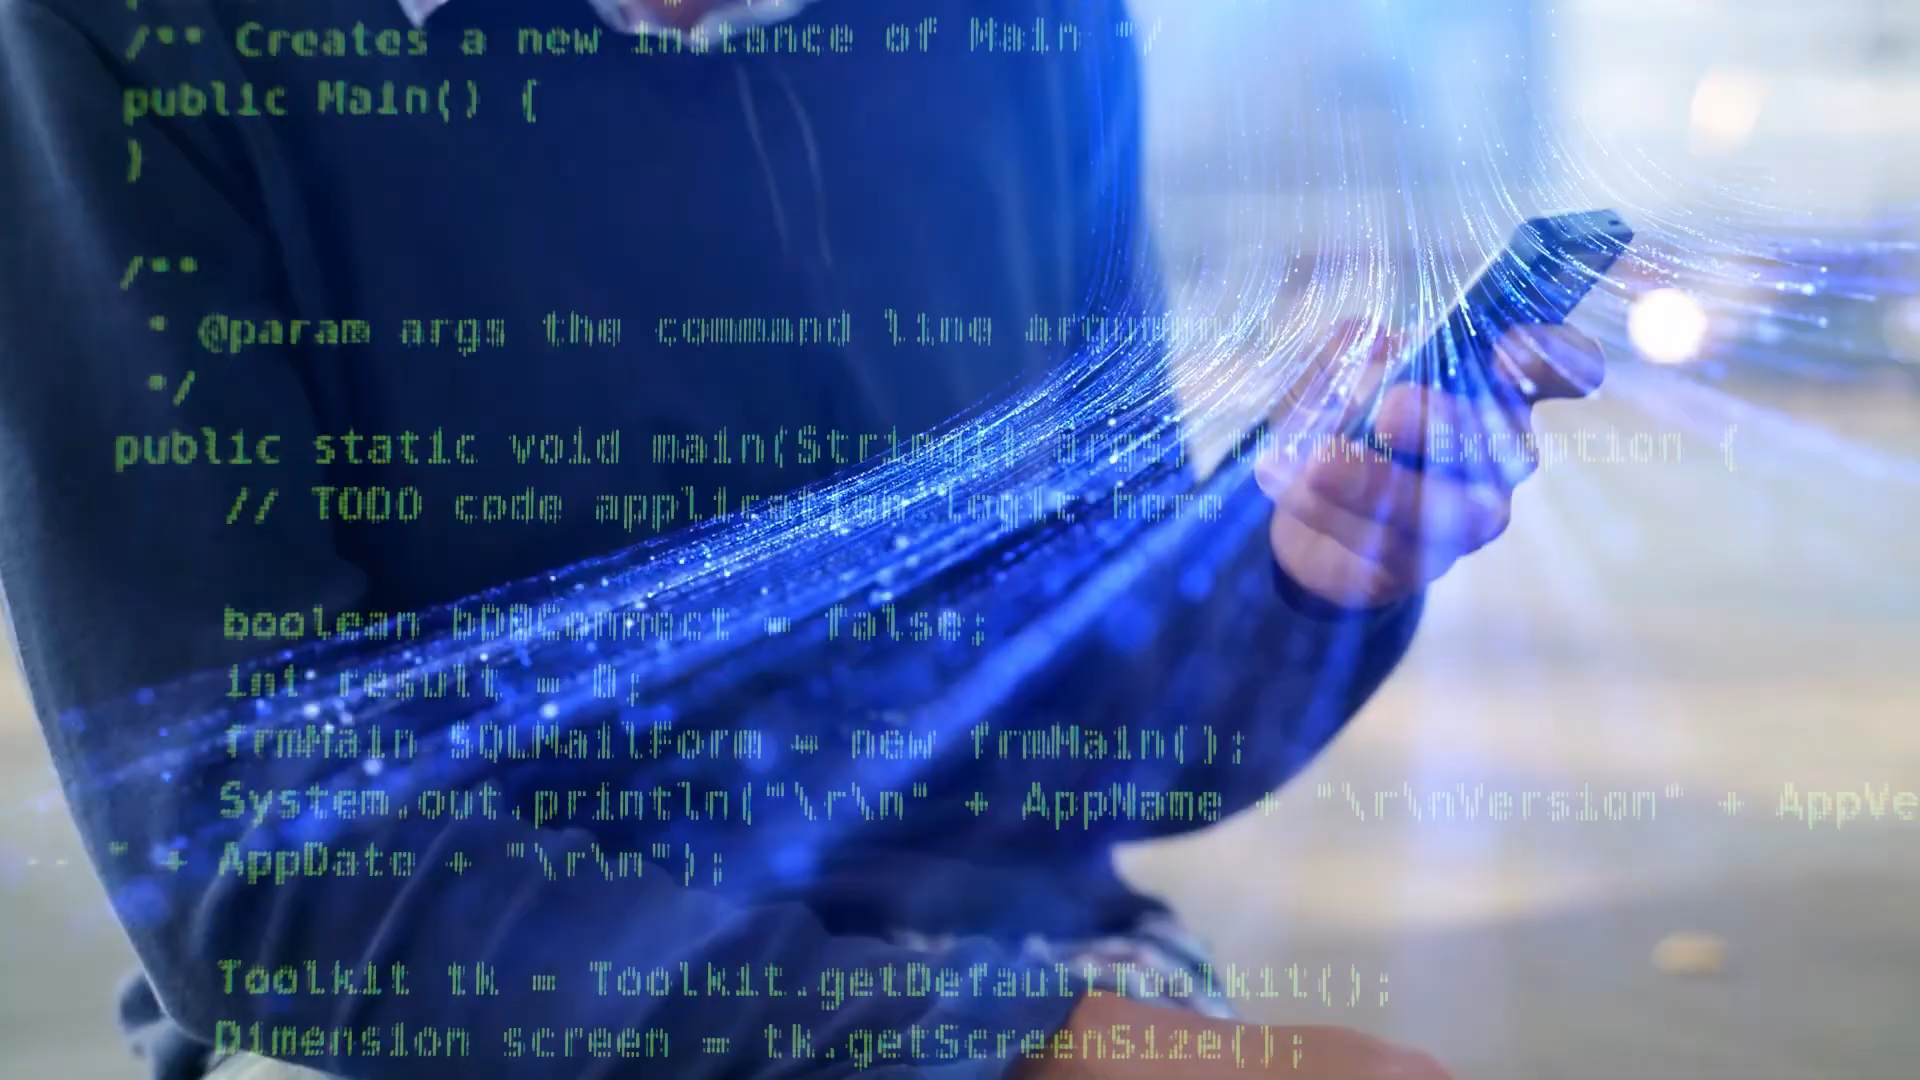 /** Creates a new instance of Main */
public Main() {
}
/**
* @param args the command line arguments
*/
public static void main(String[] args) throws Exception {
// TODO code application logic here
boolean bDBConnect = false;
int result = 0;
frmMain SQLMailForm = new frmMain();
System.out.println("\r\n" + AppName + "\r\nVersion" + AppVe
-- " + AppDate + "\r\n");
Toolkit tk = Toolkit.getDefaultToolkit();
Dimension screen = tk.getScreenSize();